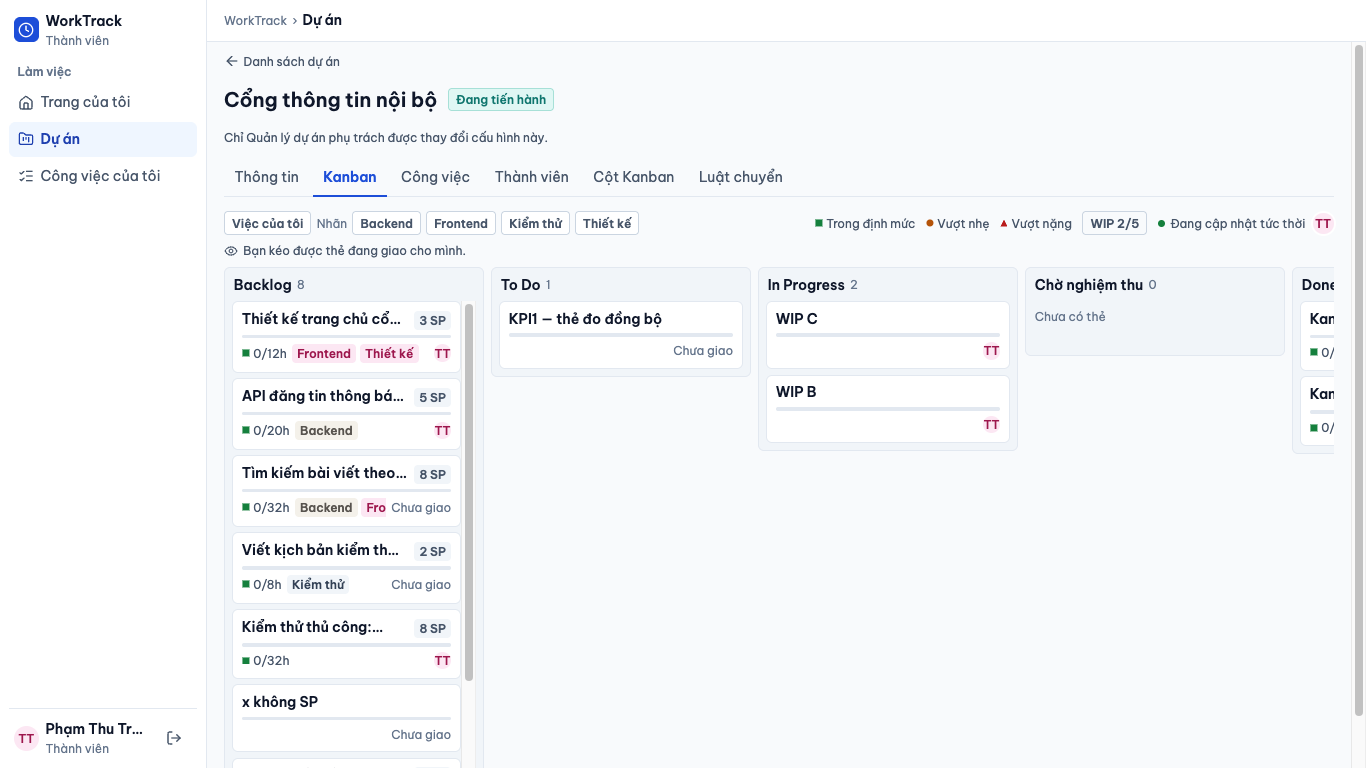 WorkTrack
Thành viên
Làm việc
Trang của tôi
Dự án
Công việc của tôi
Phạm Thu Tr...
TT
Thành viên
WorkTrack › Dự án
Danh sách dự án
Cổng thông tin nội bộ
Đang tiến hành
Chỉ Quản lý dự án phụ trách được thay đổi cấu hình này.
Thông tin Kanban Công việc Thành viên Cột Kanban Luật chuyển
Việc của tôi Nhãn Backend Frontend Kiểm thử Thiết kế
Trong định mức Vượt nhẹ Vượt nặng WIP 2/5 Đang cập nhật tức thời TT
Bạn kéo được thẻ đang giao cho mình.
Backlog 8
Thiết kế trang chủ cổ... 3 SP
0/12h Frontend Thiết kế TT
API đăng tin thông bá... 5 SP
0/20h Backend TT
Tìm kiếm bài viết theo... 8 SP
0/32h Backend Fro Chưa giao
Viết kịch bản kiểm th... 2 SP
0/8h Kiểm thử Chưa giao
Kiểm thử thủ công:... 8 SP
0/32h TT
x không SP
Chưa giao
To Do 1
KPI1 – thẻ đo đồng bộ
Chưa giao
In Progress 2
WIP C
TT
WIP B
TT
Chờ nghiệm thu 0
Chưa có thẻ
Done
Kan
0/
Kan
0/